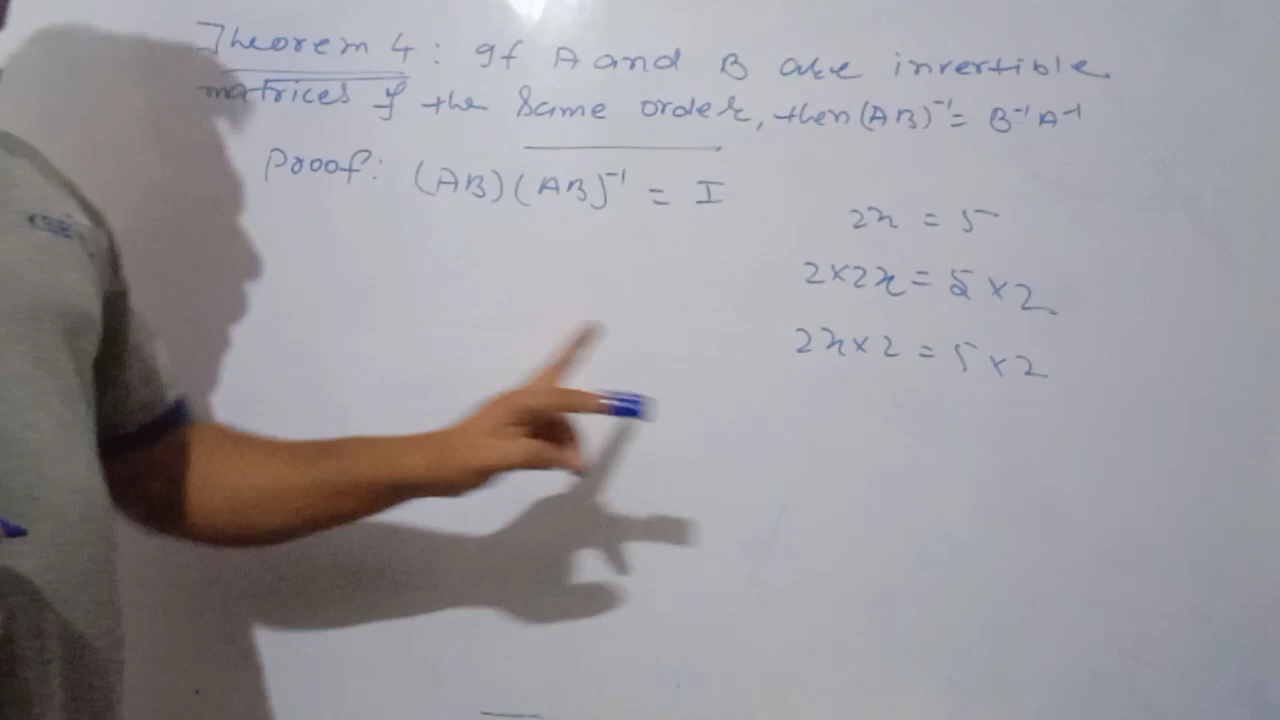 Theorem 4: If A and B are invertible
matrices of the same order, then (AB)⁻¹ = B⁻¹A⁻¹
Proof: (AB)(AB)⁻¹ = I
2x = 5
2×2x = 5×2
2x×2 = 5×2